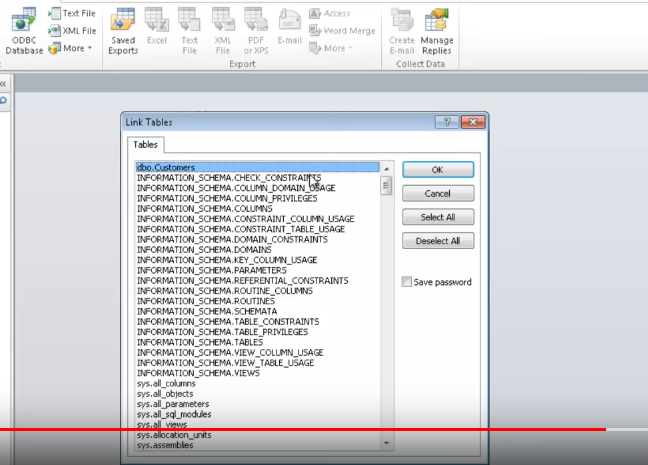 Text File
XML File
More
ODBC Database
Saved Exports
Excel
Text File
XML File
PDF or XPS
E-mail
Access
Word Merge
More
Create E-mail
Manage Replies
Export
Collect Data
Link Tables
Tables
dbo.Customers
INFORMATION_SCHEMA.CHECK_CONSTRAINTS
INFORMATION_SCHEMA.COLUMN_DOMAIN_USAGE
INFORMATION_SCHEMA.COLUMN_PRIVILEGES
INFORMATION_SCHEMA.COLUMNS
INFORMATION_SCHEMA.CONSTRAINT_COLUMN_USAGE
INFORMATION_SCHEMA.CONSTRAINT_TABLE_USAGE
INFORMATION_SCHEMA.DOMAIN_CONSTRAINTS
INFORMATION_SCHEMA.DOMAINS
INFORMATION_SCHEMA.KEY_COLUMN_USAGE
INFORMATION_SCHEMA.PARAMETERS
INFORMATION_SCHEMA.REFERENTIAL_CONSTRAINTS
INFORMATION_SCHEMA.ROUTINE_COLUMNS
INFORMATION_SCHEMA.ROUTINES
INFORMATION_SCHEMA.SCHEMATA
INFORMATION_SCHEMA.TABLE_CONSTRAINTS
INFORMATION_SCHEMA.TABLE_PRIVILEGES
INFORMATION_SCHEMA.TABLES
INFORMATION_SCHEMA.VIEW_COLUMN_USAGE
INFORMATION_SCHEMA.VIEW_TABLE_USAGE
INFORMATION_SCHEMA.VIEWS
sys.all_columns
sys.all_objects
sys.all_parameters
sys.all_sql_modules
sys.all_views
sys.allocation_units
sys.assemblies
OK
Cancel
Select All
Deselect All
Save password